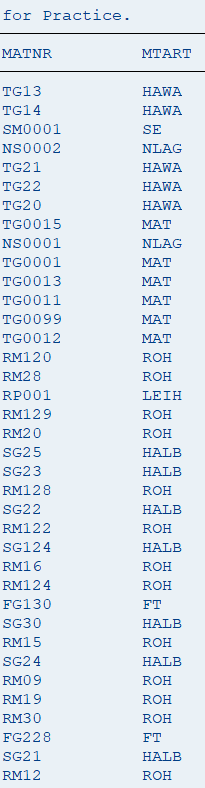 for Practice.
MATNR MTART
TG13 HAWA
TG14 HAWA
SM0001 SE
NS0002 NLAG
TG21 HAWA
TG22 HAWA
TG20 HAWA
TG0015 MAT
NS0001 NLAG
TG0001 MAT
TG0013 MAT
TG0011 MAT
TG0099 MAT
TG0012 MAT
RM120 ROH
RM28 ROH
RP001 LEIH
RM129 ROH
RM20 ROH
SG25 HALB
SG23 HALB
RM128 ROH
SG22 HALB
RM122 ROH
SG124 HALB
RM16 ROH
RM124 ROH
FG130 FT
SG30 HALB
RM15 ROH
SG24 HALB
RM09 ROH
RM19 ROH
RM30 ROH
FG228 FT
SG21 HALB
RM12 ROH